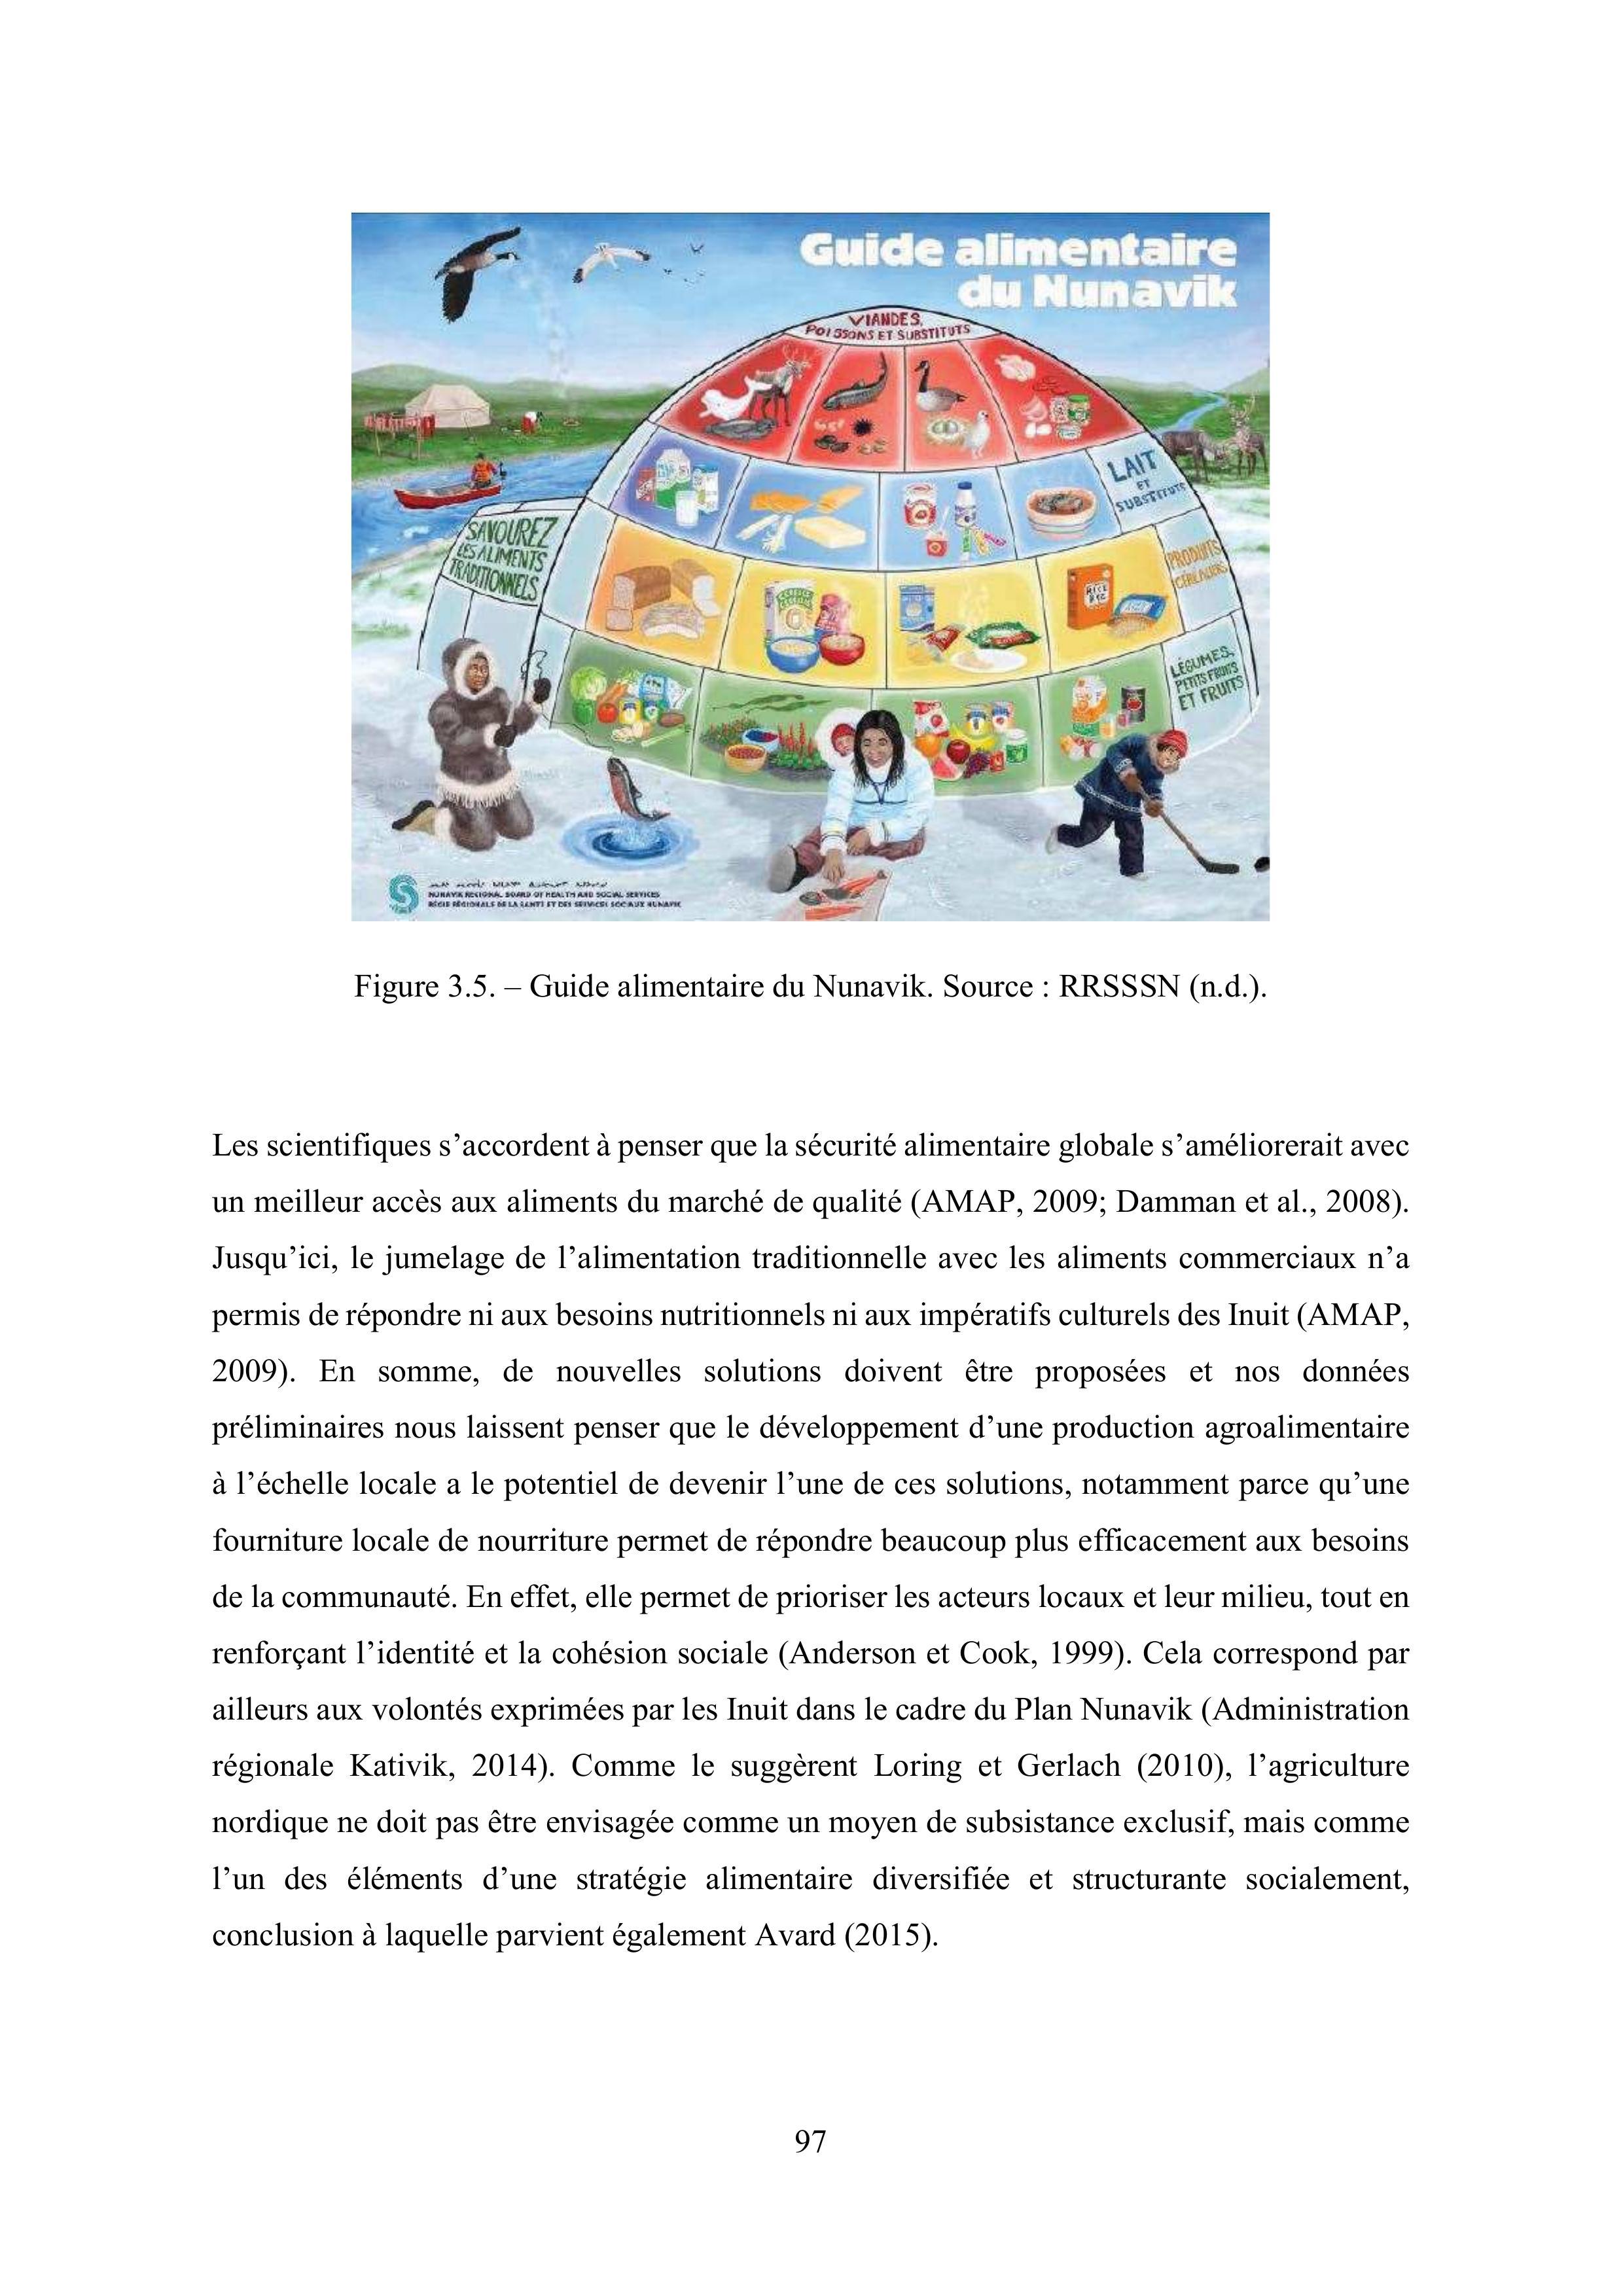 Guide alimentaire
du Nunavik
VIANDES,
POISSONS ET SUBSTITUTS
LAIT
ET
SUBSTITUTS
SAVOUREZ
LES ALIMENTS
TRADITIONNELS
PRODUITS
CÉRÉALIERS
LÉGUMES,
PETITS FRUITS
ET FRUITS
NUNAVIK REGIONAL BOARD OF HEALTH AND SOCIAL SERVICES
RÉGIE RÉGIONALE DE LA SANTÉ ET DES SERVICES SOCIAUX NUNAVIK
Figure 3.5. – Guide alimentaire du Nunavik. Source : RRSSSN (n.d.).
Les scientifiques s’accordent à penser que la sécurité alimentaire globale s’améliorerait avec
un meilleur accès aux aliments du marché de qualité (AMAP, 2009; Damman et al., 2008).
Jusqu’ici, le jumelage de l’alimentation traditionnelle avec les aliments commerciaux n’a
permis de répondre ni aux besoins nutritionnels ni aux impératifs culturels des Inuit (AMAP,
2009). En somme, de nouvelles solutions doivent être proposées et nos données
préliminaires nous laissent penser que le développement d’une production agroalimentaire
à l’échelle locale a le potentiel de devenir l’une de ces solutions, notamment parce qu’une
fourniture locale de nourriture permet de répondre beaucoup plus efficacement aux besoins
de la communauté. En effet, elle permet de prioriser les acteurs locaux et leur milieu, tout en
renforçant l’identité et la cohésion sociale (Anderson et Cook, 1999). Cela correspond par
ailleurs aux volontés exprimées par les Inuit dans le cadre du Plan Nunavik (Administration
régionale Kativik, 2014). Comme le suggèrent Loring et Gerlach (2010), l’agriculture
nordique ne doit pas être envisagée comme un moyen de subsistance exclusif, mais comme
l’un des éléments d’une stratégie alimentaire diversifiée et structurante socialement,
conclusion à laquelle parvient également Avard (2015).
97